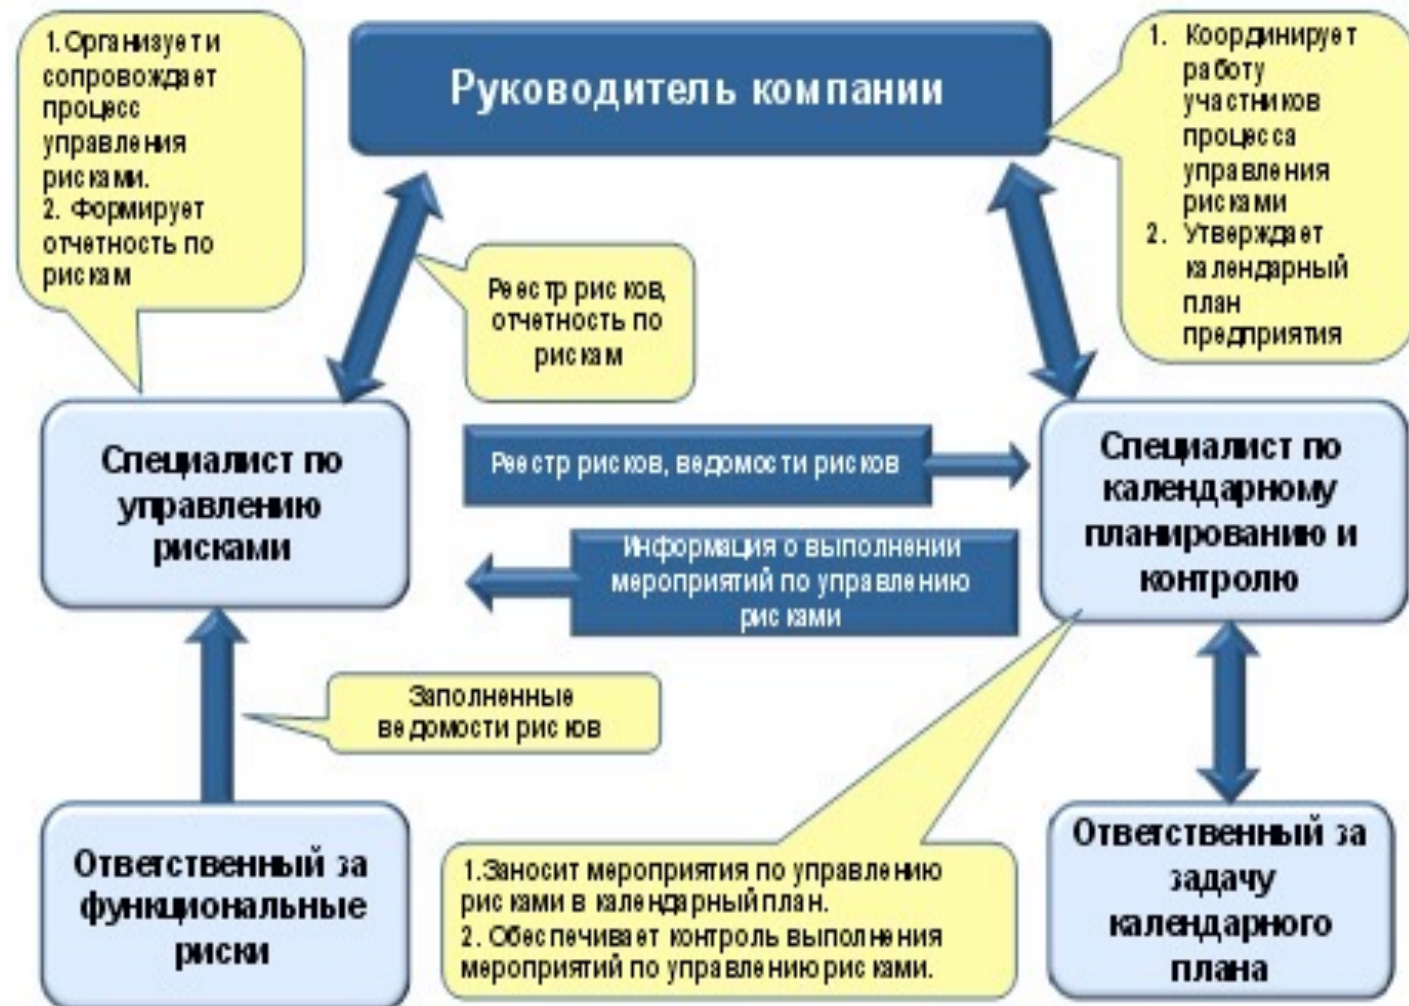 1. Организует и
сопровождает
процесс
управления
рисками.
2. Формирует
отчетность по
рискам
Руководитель компании
1. Координирует
работу
участников
процесса
управления
рисками
2. Утверждает
календарный
план
предприятия
Реестр рисков,
отчетность по
рискам
Специалист по
управлению
рисками
Реестр рисков, ведомости рисков
Информация о выполнении
мероприятий по управлению
рисками
Специалист по
календарному
планированию и
контролю
Заполненные
ведомости рисков
Ответственный за
функциональные
риски
1.Заносит мероприятия по управлению
рисками в календарный план.
2. Обеспечивает контроль выполнения
мероприятий по управлению рисками.
Ответственный за
задачу
календарного
плана